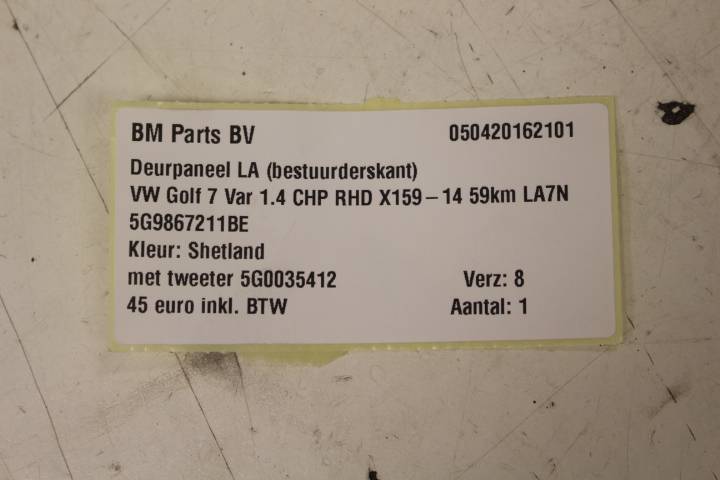 BM Parts BV 050420162101
Deurpaneel LA (bestuurderskant)
VW Golf 7 Var 1.4 CHP RHD X159-14 59km LA7N
5G9867211BE
Kleur: Shetland
met tweeter 5G0035412 Verz: 8
45 euro inkl. BTW Aantal: 1